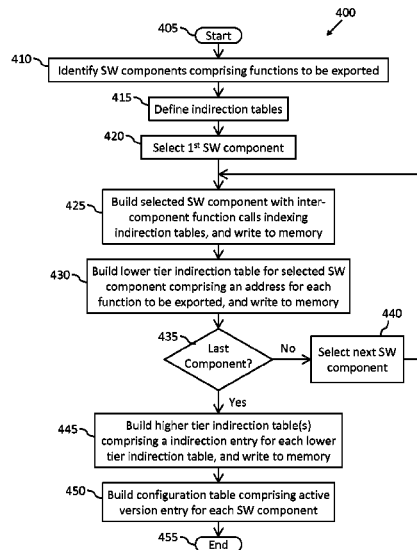 400
405
Start
410
Identify SW components comprising functions to be exported
415
Define indirection tables
420
Select 1st SW component
425
Build selected SW component with inter-
component function calls indexing
indirection tables, and write to memory
430
Build lower tier indirection table for selected SW
component comprising an address for each
function to be exported, and write to memory
435
Last
Component?
No
440
Select next SW
component
Yes
445
Build higher tier indirection table(s)
comprising a indirection entry for each lower
tier indirection table, and write to memory
450
Build configuration table comprising active
version entry for each SW component
455
End